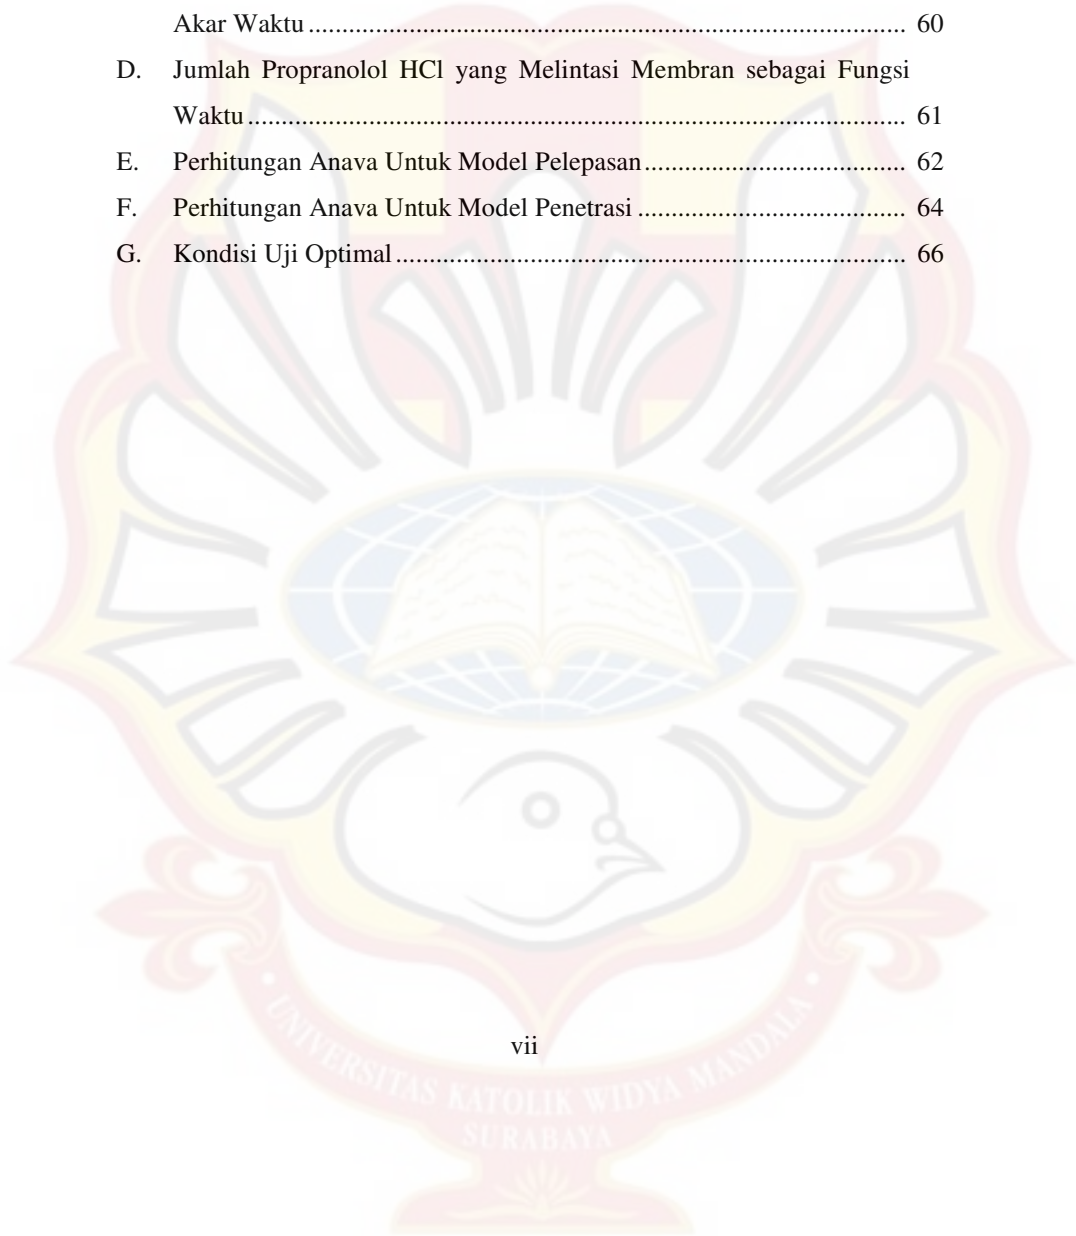 Akar Waktu ........................................................................................ 60
D. Jumlah Propranolol HCl yang Melintasi Membran sebagai Fungsi
Waktu ................................................................................................. 61
E. Perhitungan Anava Untuk Model Pelepasan ....................................... 62
F. Perhitungan Anava Untuk Model Penetrasi ........................................ 64
G. Kondisi Uji Optimal ............................................................................ 66
vii
• UNIVERSITAS KATOLIK WIDYA MANDALA •
SURABAYA